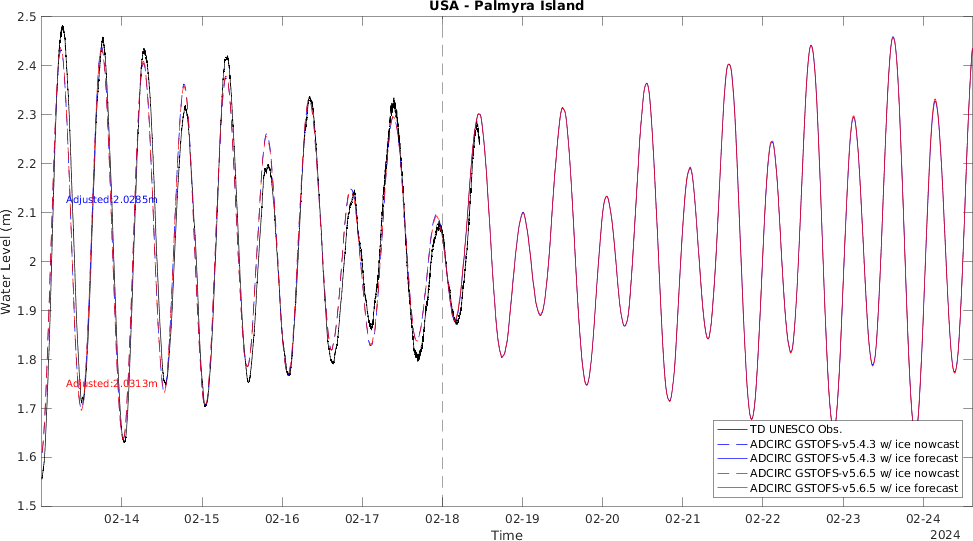 USA - Palmyra Island
2.5
2.4
2.3
2.2
2.1
2
1.9
1.8
1.7
1.6
1.5
Water Level (m)
Adjusted:2.0285m
Adjusted:2.0313m
TD UNESCO Obs.
ADCIRC GSTOFS-v5.4.3 w/ ice nowcast
ADCIRC GSTOFS-v5.4.3 w/ ice forecast
ADCIRC GSTOFS-v5.6.5 w/ ice nowcast
ADCIRC GSTOFS-v5.6.5 w/ ice forecast
02-14 02-15 02-16 02-17 02-18 02-19 02-20 02-21 02-22 02-23 02-24
Time
2024